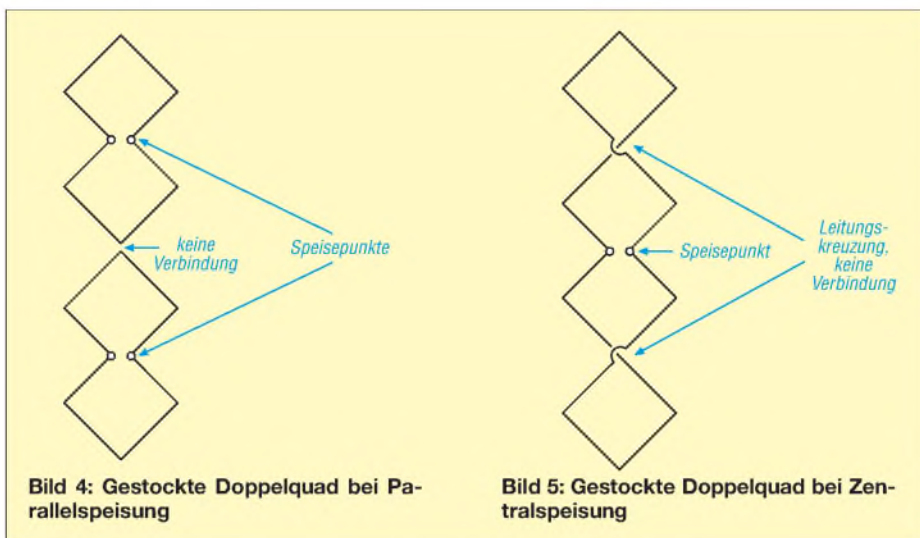 keine
Verbindung
Speisepunkte
Bild 4: Gestockte Doppelquad bei Pa-
rallelspeisung
Speisepunkt
Leitungs-
kreuzung,
keine
Verbindung
Bild 5: Gestockte Doppelquad bei Zen-
tralspeisung